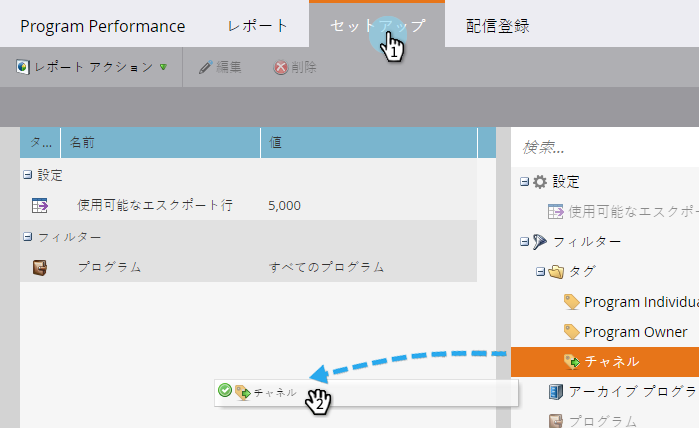 Program Performance レポート セットアップ 配信登録
1
レポート アクション 編集 削除
タ... 名前 値
設定
使用可能なエスクポート行 5,000
フィルター
プログラム すべてのプログラム
チャネル
2
検索...
設定
使用可能なエスクポー
フィルター
タグ
Program Individua
Program Owner
チャネル
アーカイブ プログラ
プログラム